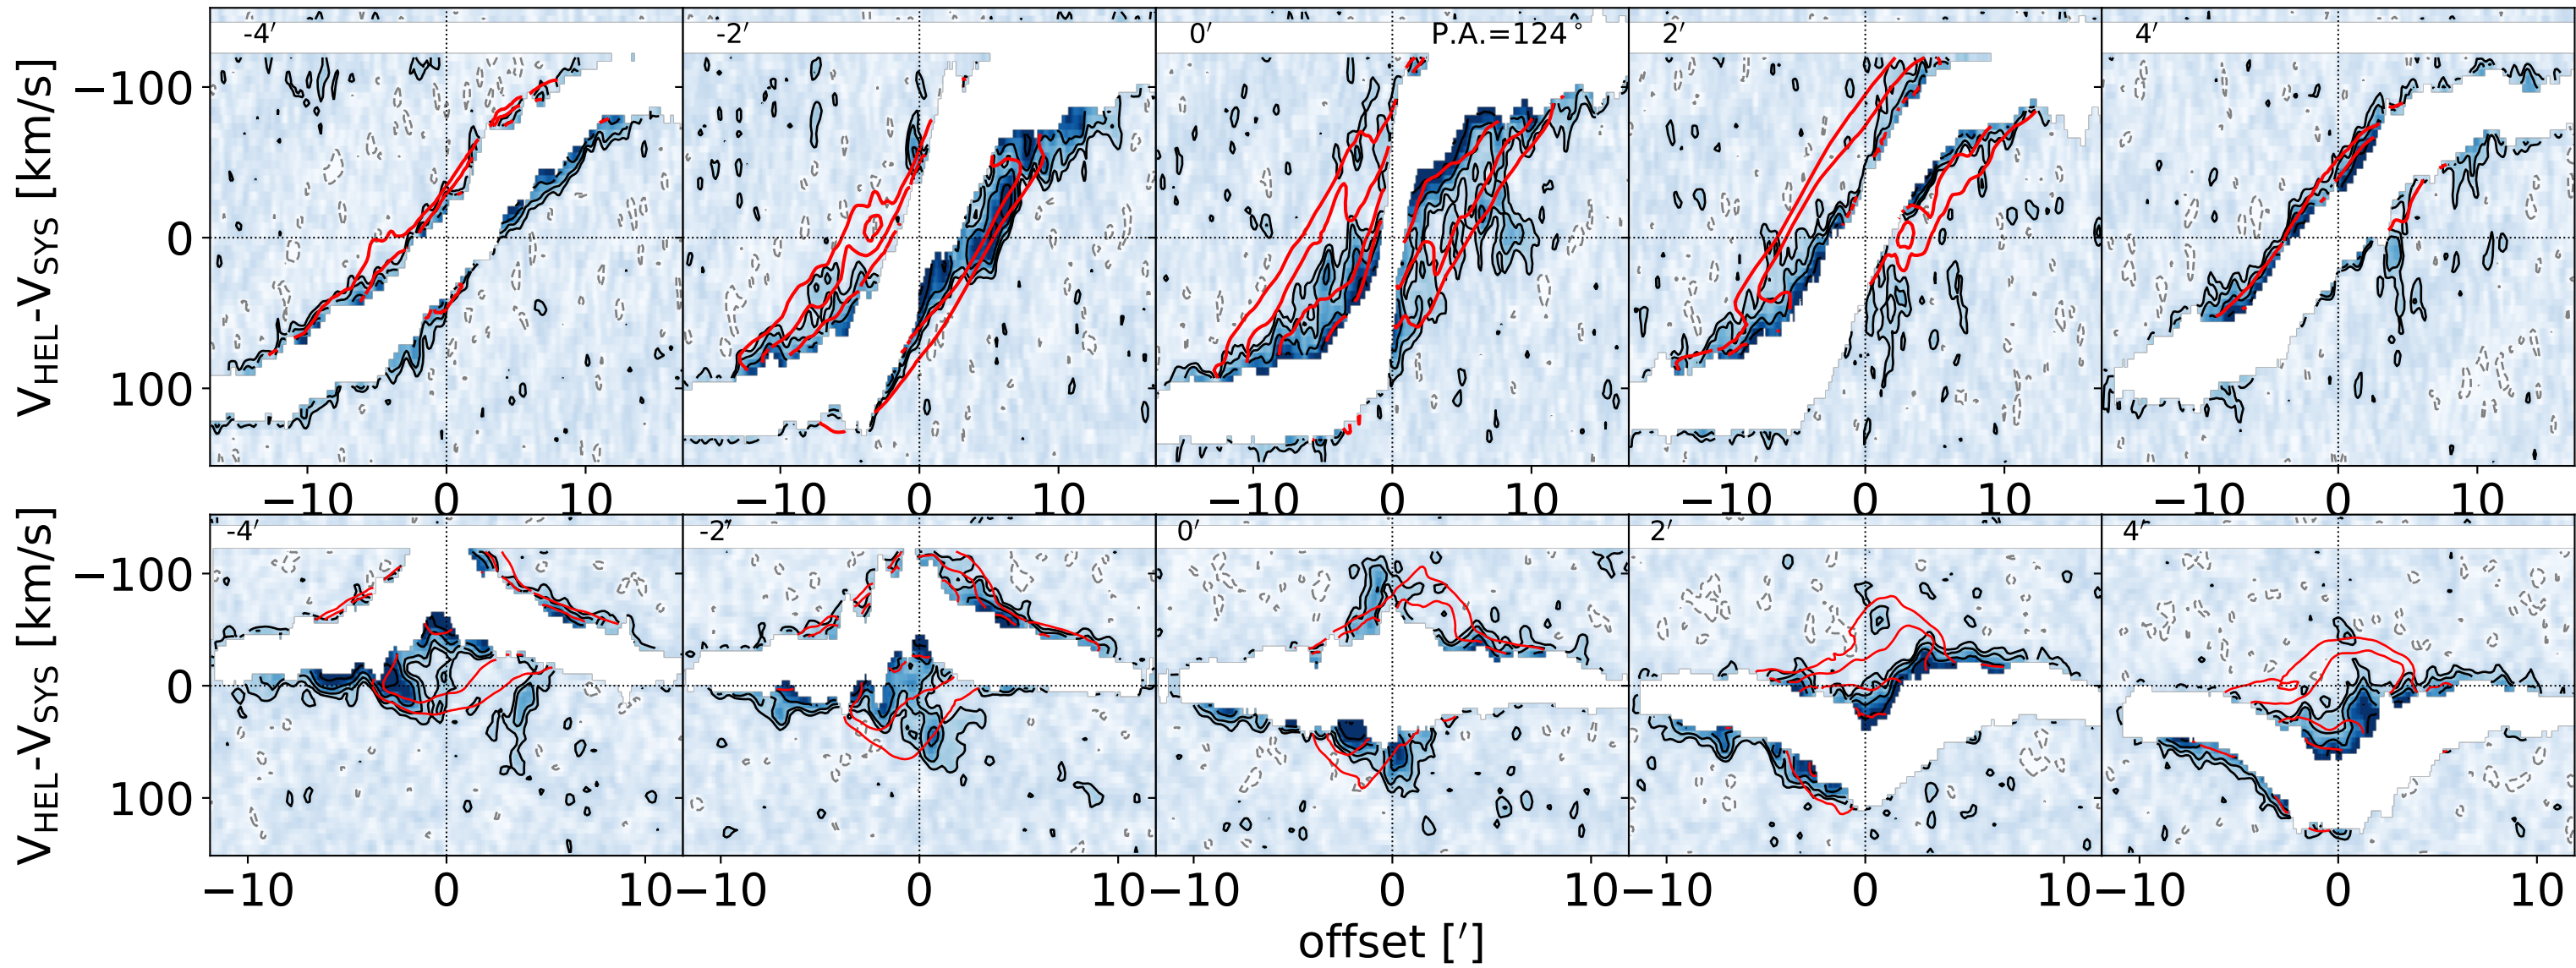 -4′ -2′ 0′ P.A.=124° 2′ 4′
V_HEL-V_SYS [km/s]
−100
0
100
−10 0 10 −10 0 10 −10 0 10 −10 0 10 −10 0 10
-4′ -2′ 0′ 2′ 4′
V_HEL-V_SYS [km/s]
−100
0
100
−10 0 10 −10 0 10 −10 0 10 −10 0 10 −10 0 10
offset [′]